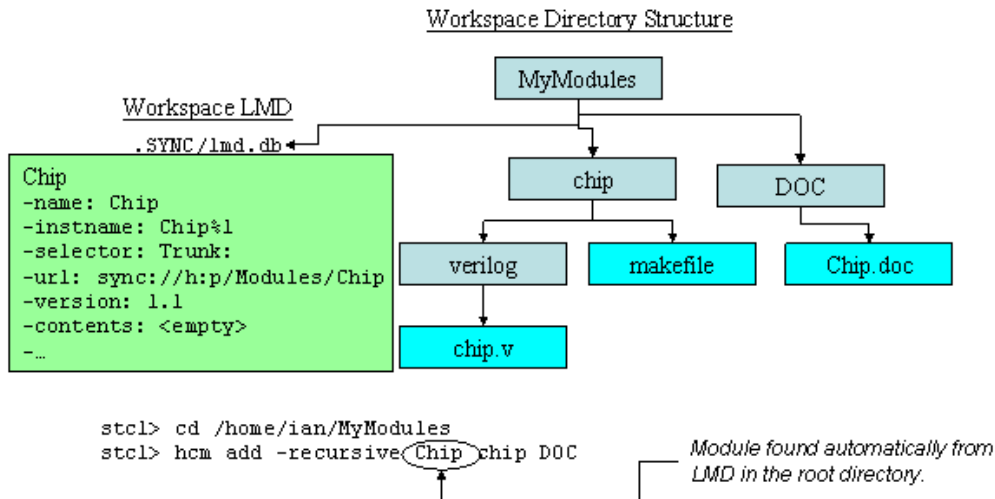 Workspace Directory Structure
MyModules
Workspace LMD
.SYNC/lmd.db
Chip
-name: Chip
-instname: Chip%1
-selector: Trunk:
-url: sync://h:p/Modules/Chip
-version: 1.1
-contents: <empty>
-…
chip
DOC
verilog
makefile
Chip.doc
chip.v
stcl> cd /home/ian/MyModules
stcl> hcm add -recursive Chip chip DOC
Module found automatically from
LMD in the root directory.